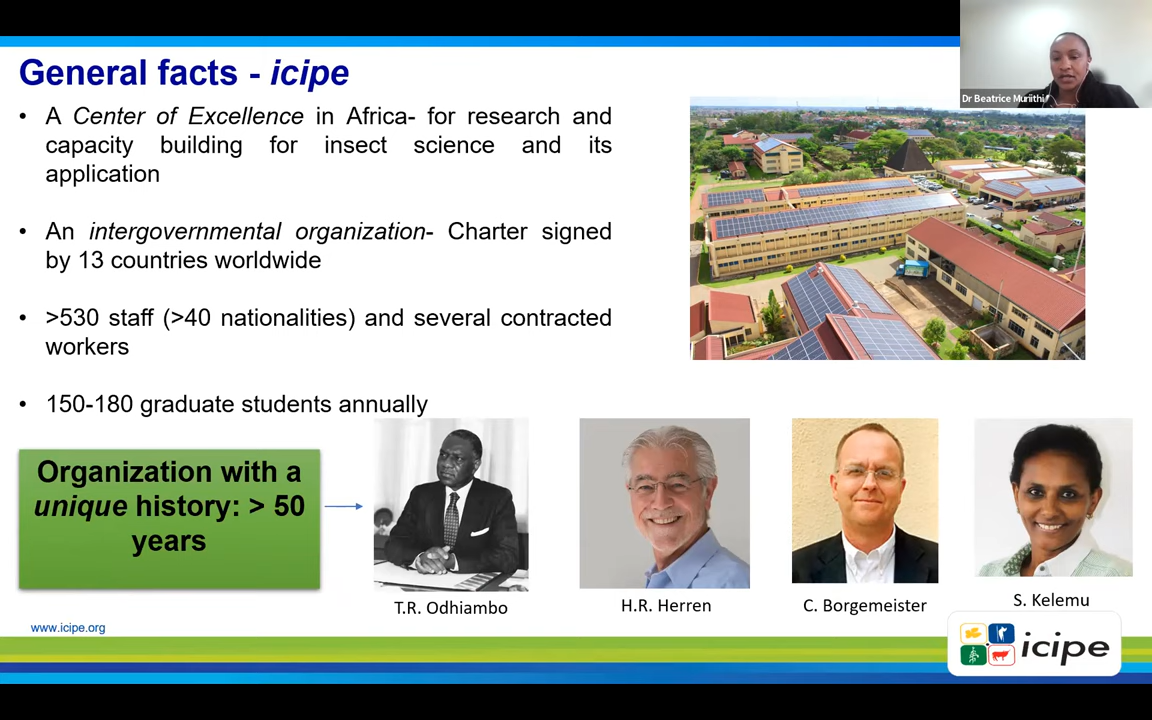 General facts - icipe
Dr Beatrice Muriithi
• A Center of Excellence in Africa- for research and
capacity building for insect science and its
application
• An intergovernmental organization- Charter signed
by 13 countries worldwide
• >530 staff (>40 nationalities) and several contracted
workers
• 150-180 graduate students annually
Organization with a
unique history: > 50
years
T.R. Odhiambo
H.R. Herren
C. Borgemeister
S. Kelemu
www.icipe.org
icipe